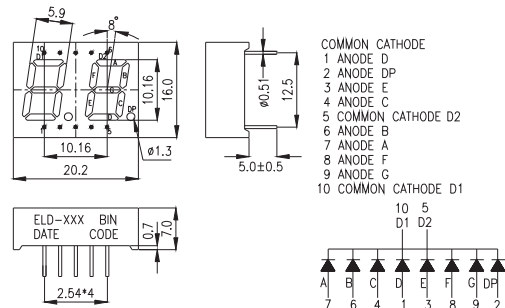 5.9
8°
10
D1
D2
A
F
B
G
E
C
D
DP
1
5
10.16
16.0
10.16
ø1.3
20.2
ø0.51
12.5
5.0±0.5
COMMON CATHODE
1 ANODE D
2 ANODE DP
3 ANODE E
4 ANODE C
5 COMMON CATHODE D2
6 ANODE B
7 ANODE A
8 ANODE F
9 ANODE G
10 COMMON CATHODE D1
ELD-XXX BIN
DATE CODE
0.7
7.0
2.54*4
10 5
D1 D2
A B C D E F G DP
7 6 4 1 3 8 9 2